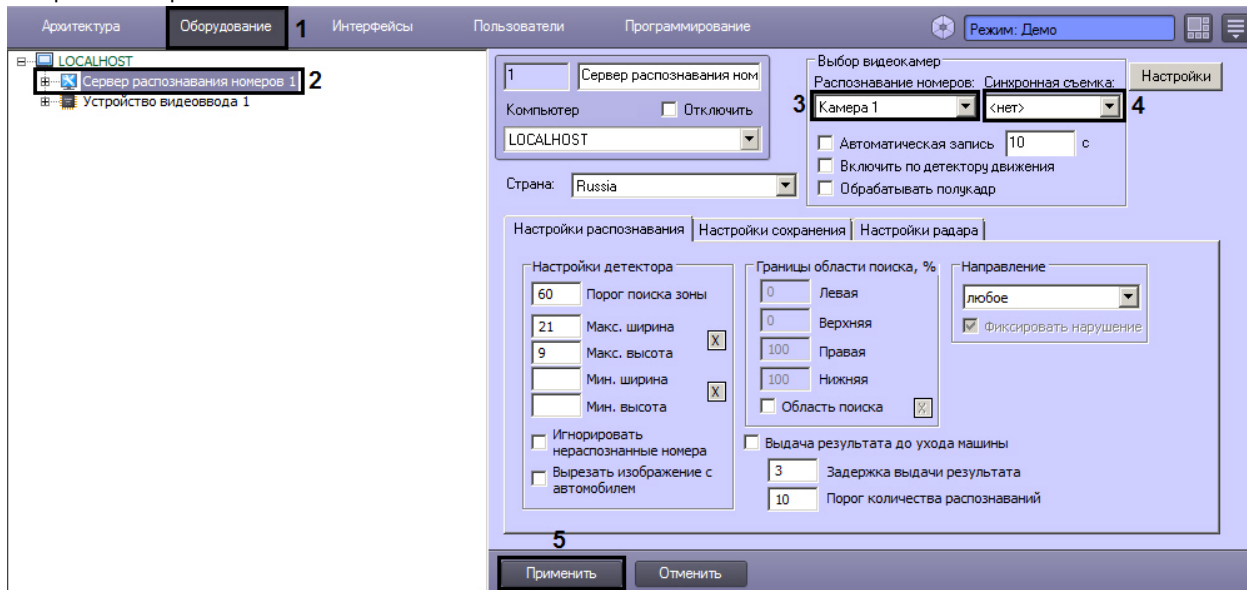 Архитектура Оборудование 1 Интерфейсы Пользователи Программирование Режим: Демо
LOCALHOST
Сервер распознавания номеров 1 2
Устройство видеоввода 1
1 Сервер распознавания ном
Компьютер Отключить
LOCALHOST
Страна: Russia
Выбор видеокамер
Распознавание номеров: Синхронная съемка:
3 Камера 1 <нет> 4
Автоматическая запись 10 с
Включить по детектору движения
Обрабатывать полукадр
Настройки
Настройки распознавания Настройки сохранения Настройки радара
Настройки детектора
60 Порог поиска зоны
21 Макс. ширина
9 Макс. высота
X
Мин. ширина
Мин. высота
X
Игнорировать
нераспознанные номера
Вырезать изображение с
автомобилем
Границы области поиска, %
0 Левая
0 Верхняя
100 Правая
100 Нижняя
Область поиска X
Направление
любое
Фиксировать нарушение
Выдача результата до ухода машины
3 Задержка выдачи результата
10 Порог количества распознаваний
5
Применить Отменить